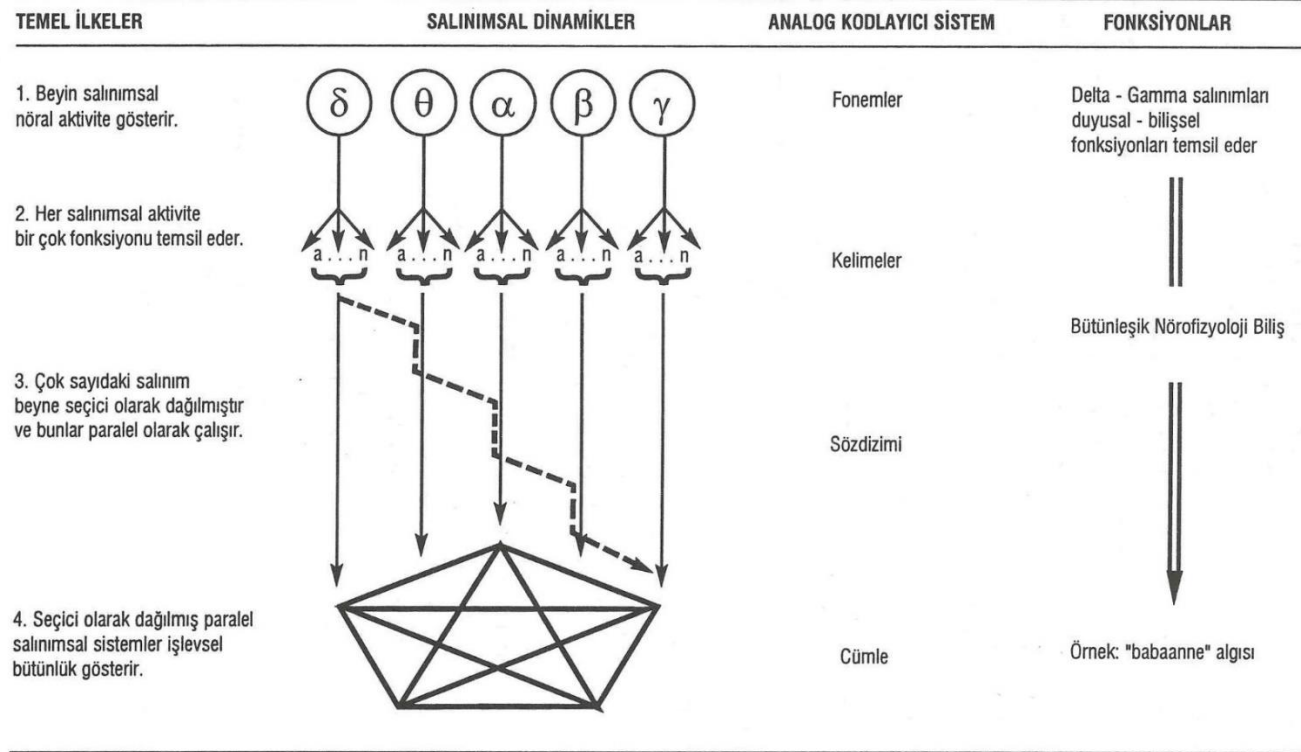 TEMEL İLKELER
SALINIMSAL DİNAMİKLER
ANALOG KODLAYICI SİSTEM
FONKSİYONLAR
1. Beyin salınımsal
nöral aktivite gösterir.
δ θ α β γ
Fonemler
Delta - Gamma salınımları
duyusal - bilişsel
fonksiyonları temsil eder
2. Her salınımsal aktivite
bir çok fonksiyonu temsil eder.
a...n a...n a...n a...n a...n
Kelimeler
Bütünleşik Nörofizyoloji Biliş
3. Çok sayıdaki salınım
beyne seçici olarak dağılmıştır
ve bunlar paralel olarak çalışır.
Sözdizimi
4. Seçici olarak dağılmış paralel
salınımsal sistemler işlevsel
bütünlük gösterir.
Cümle
Örnek: "babaanne" algısı